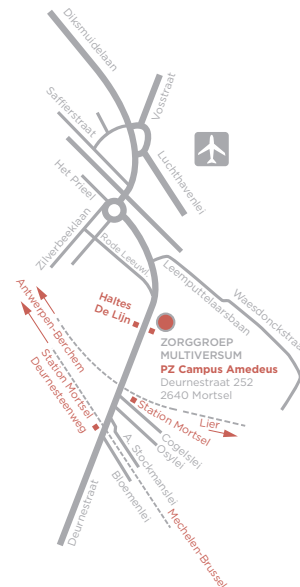 Diksmuidelaan
Vosstraat
Saffierstraat
Luchthavenlei
Het Prieel
Zilverbeeklaan
Rode Leeuwl.
Leemputtelaarsbaan
Waesdonckstraat
Antwerpen-Berchem
Haltes
De Lijn
ZORGGROEP
MULTIVERSUM
PZ Campus Amedeus
Deurnestraat 252
2640 Mortsel
Station Mortsel
Deurnesteenweg
Station Mortsel
Lier
Cogelslei
Osylei
A. Stockmanslei
Bloemenlei
Deurnestraat
Mechelen-Brussel